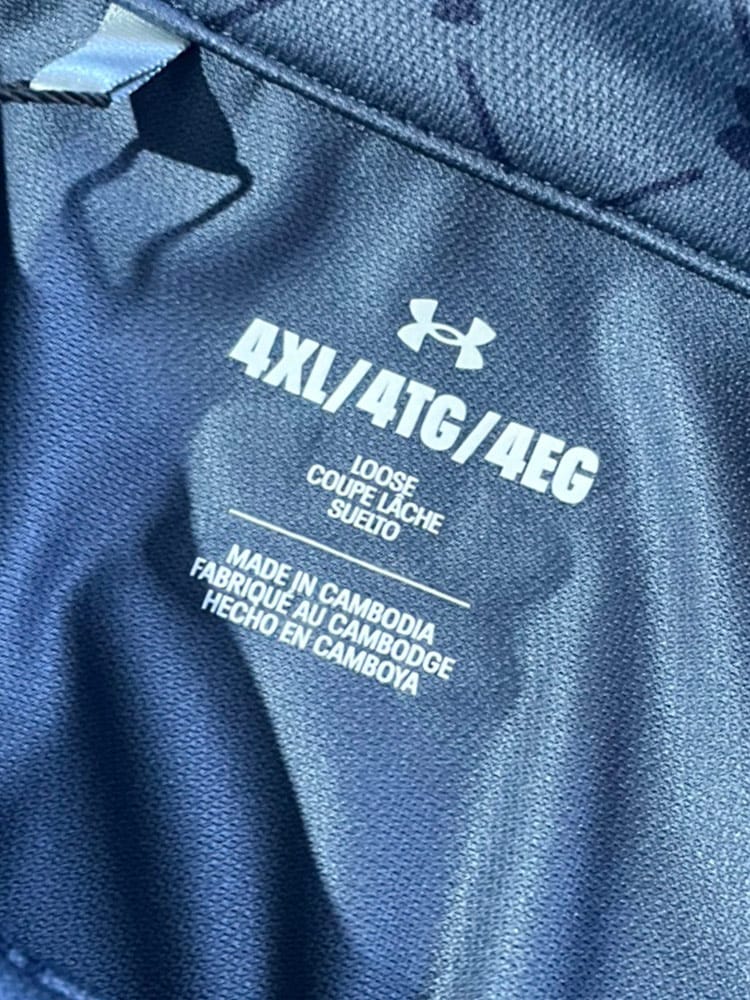 4XL/4TG/4EG
LOOSE
COUPE LÂCHE
SUELTO
MADE IN CAMBODIA
FABRIQUÉ AU CAMBODGE
HECHO EN CAMBOYA